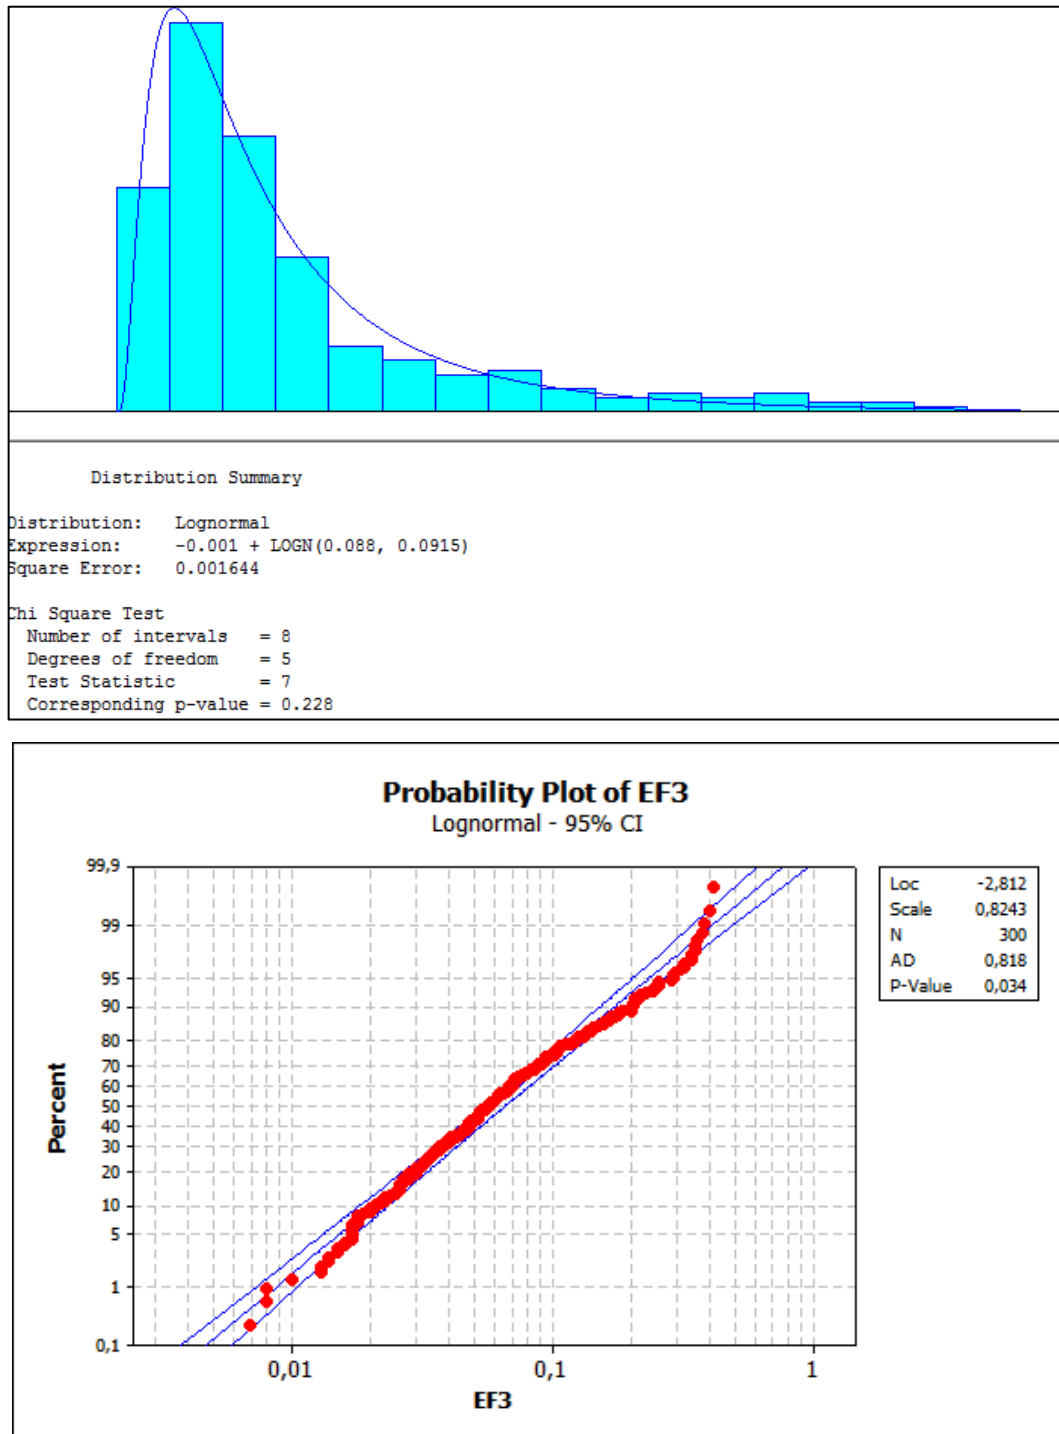 Distribution Summary
Distribution: Lognormal
Expression: -0.001 + LOGN(0.088, 0.0915)
Square Error: 0.001644
Chi Square Test
Number of intervals = 8
Degrees of freedom = 5
Test Statistic = 7
Corresponding p-value = 0.228
Probability Plot of EF3
Lognormal - 95% CI
99,9
99
95
90
80
70
60
50
40
30
20
10
5
1
0,1
Percent
0,01 0,1 1
EF3
Loc -2,812
Scale 0,8243
N 300
AD 0,818
P-Value 0,034